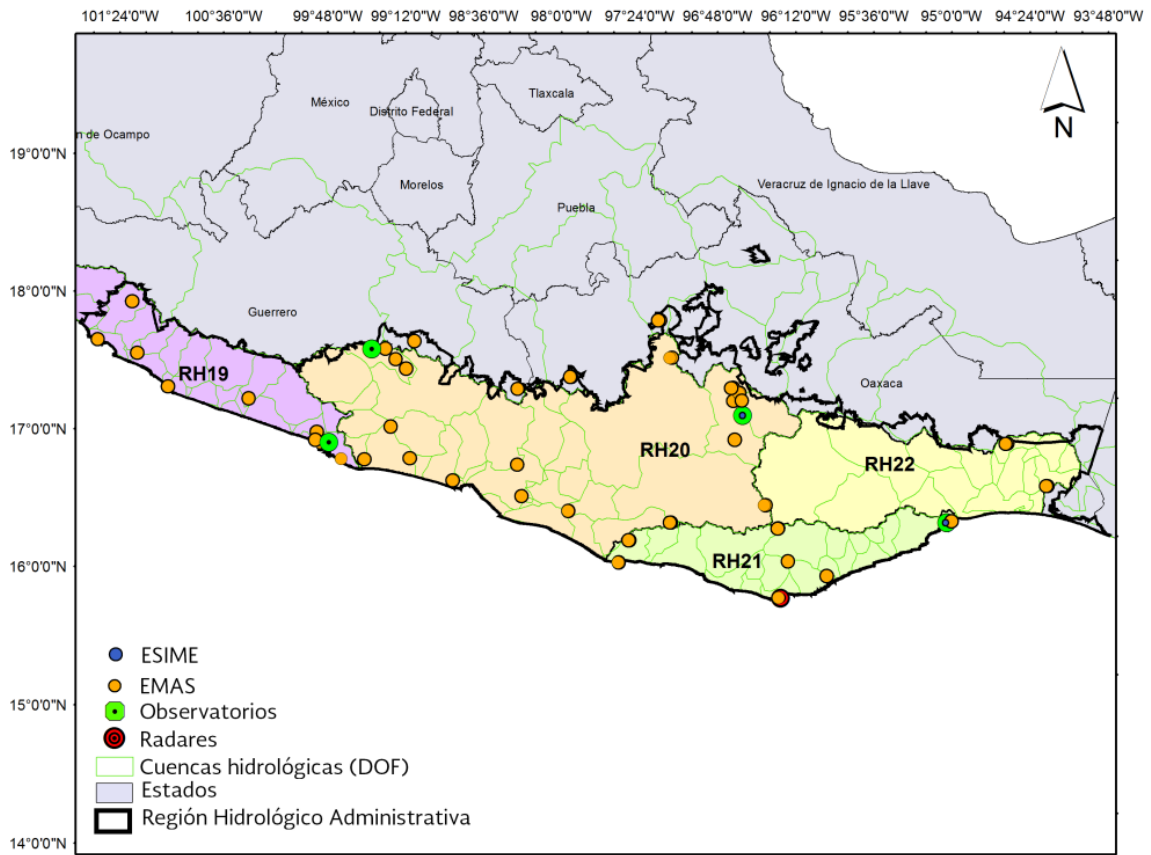 101°24'0"W 100°36'0"W 99°48'0"W 99°12'0"W 98°36'0"W 98°0'0"W 97°24'0"W 96°48'0"W 96°12'0"W 95°36'0"W 95°0'0"W 94°24'0"W 93°48'0"W
N
México
Tlaxcala
Distrito Federal
n de Ocampo
19°0'0"N
Morelos
Veracruz de Ignacio de la Llave
Puebla
18°0'0"N
Guerrero
RH19
Oaxaca
17°0'0"N
RH20
RH22
RH21
16°0'0"N
ESIME
EMAS
15°0'0"N
Observatorios
Radares
Cuencas hidrológicas (DOF)
Estados
Región Hidrológico Administrativa
14°0'0"N